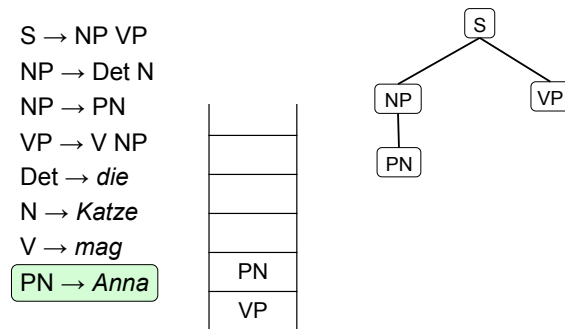 S → NP VP
NP → Det N
NP → PN
VP → V NP
Det → die
N → Katze
V → mag
PN → Anna
PN
VP
S
NP
VP
PN